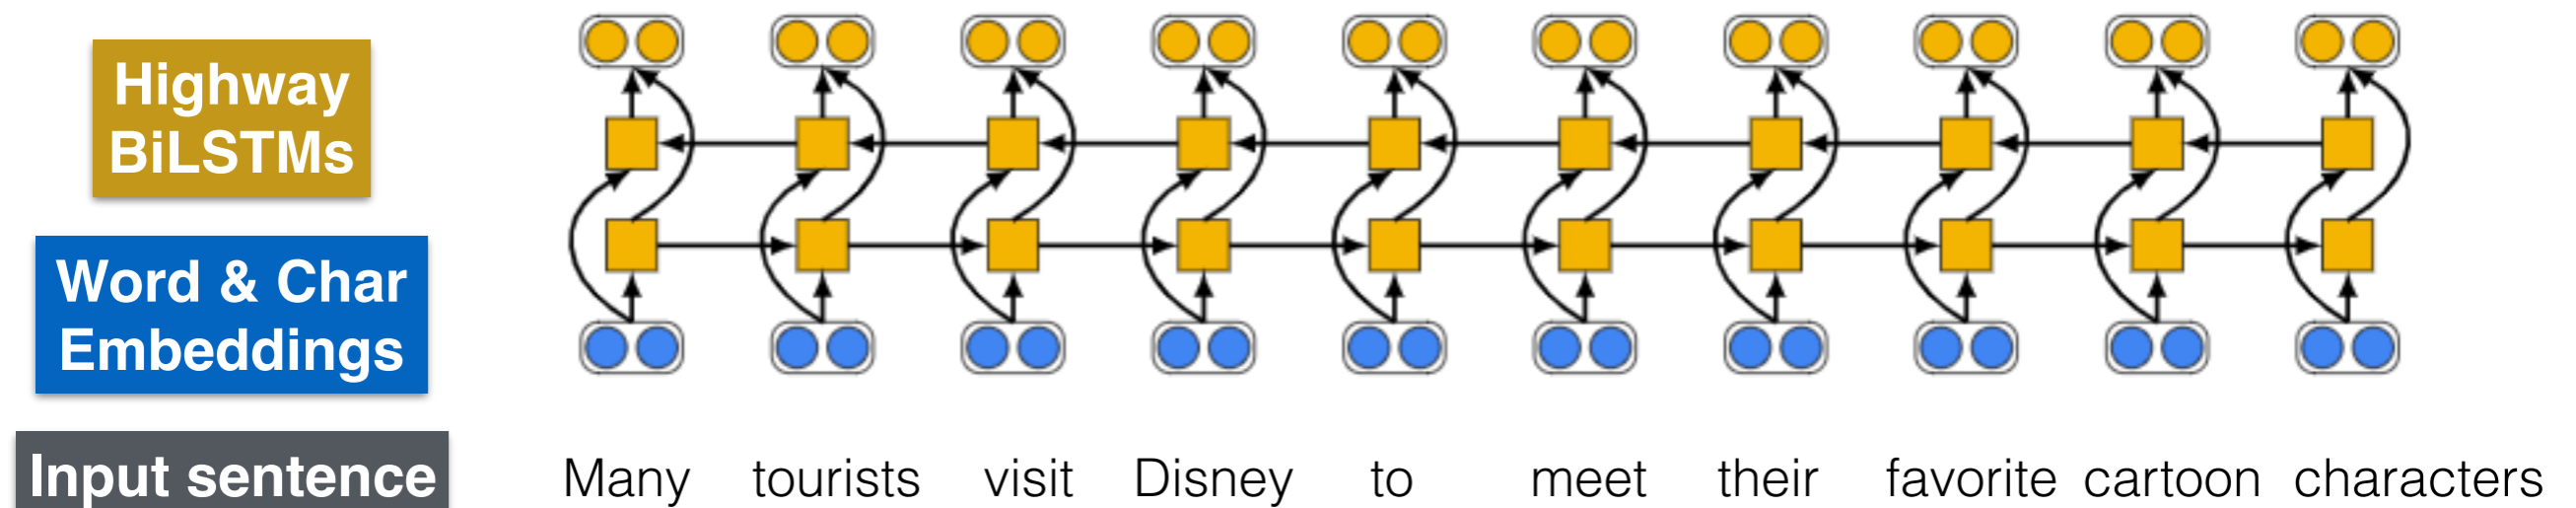 Highway
BiLSTMs
Word & Char
Embeddings
Input sentence
Many tourists visit Disney to meet their favorite cartoon characters